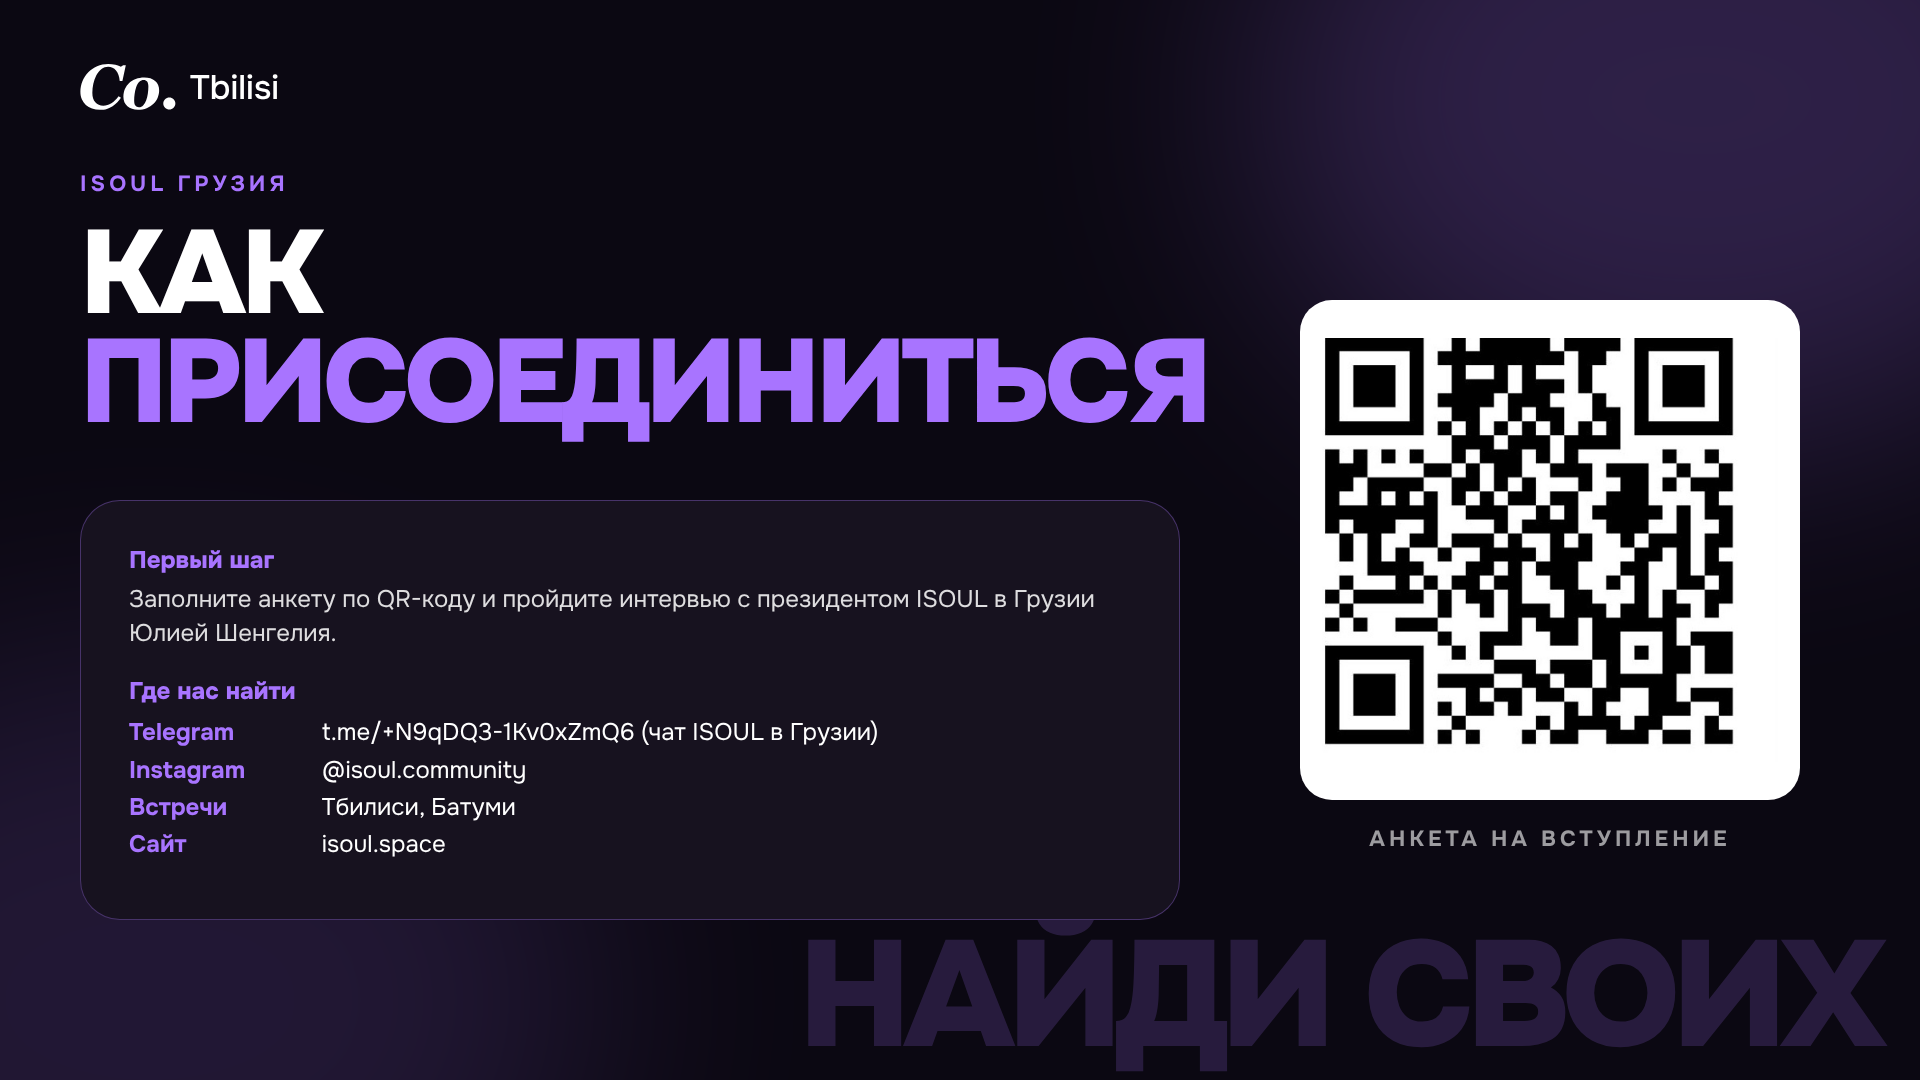 Co. Tbilisi
ISOUL ГРУЗИЯ
КАК
ПРИСОЕДИНИТЬСЯ
Первый шаг
Заполните анкету по QR-коду и пройдите интервью с президентом ISOUL в Грузии
Юлией Шенгелия.
Где нас найти
Telegram t.me/+N9qDQ3-1Kv0xZmQ6 (чат ISOUL в Грузии)
Instagram @isoul.community
Встречи Тбилиси, Батуми
Сайт isoul.space
АНКЕТА НА ВСТУПЛЕНИЕ
НАЙДИ СВОИХ